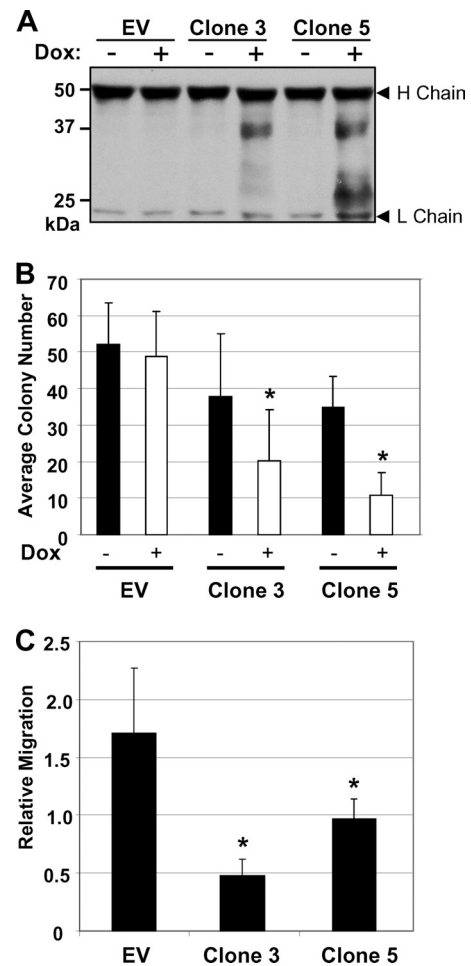 A
EV Clone 3 Clone 5
Dox: - + - + - +
50 H Chain
37
25
kDa L Chain
B
70
60
50
40
30
20
10
0
Average Colony Number
* *
Dox - + - + - +
EV Clone 3 Clone 5
C
2.5
2.0
1.5
1.0
0.5
0
Relative Migration
* *
EV Clone 3 Clone 5